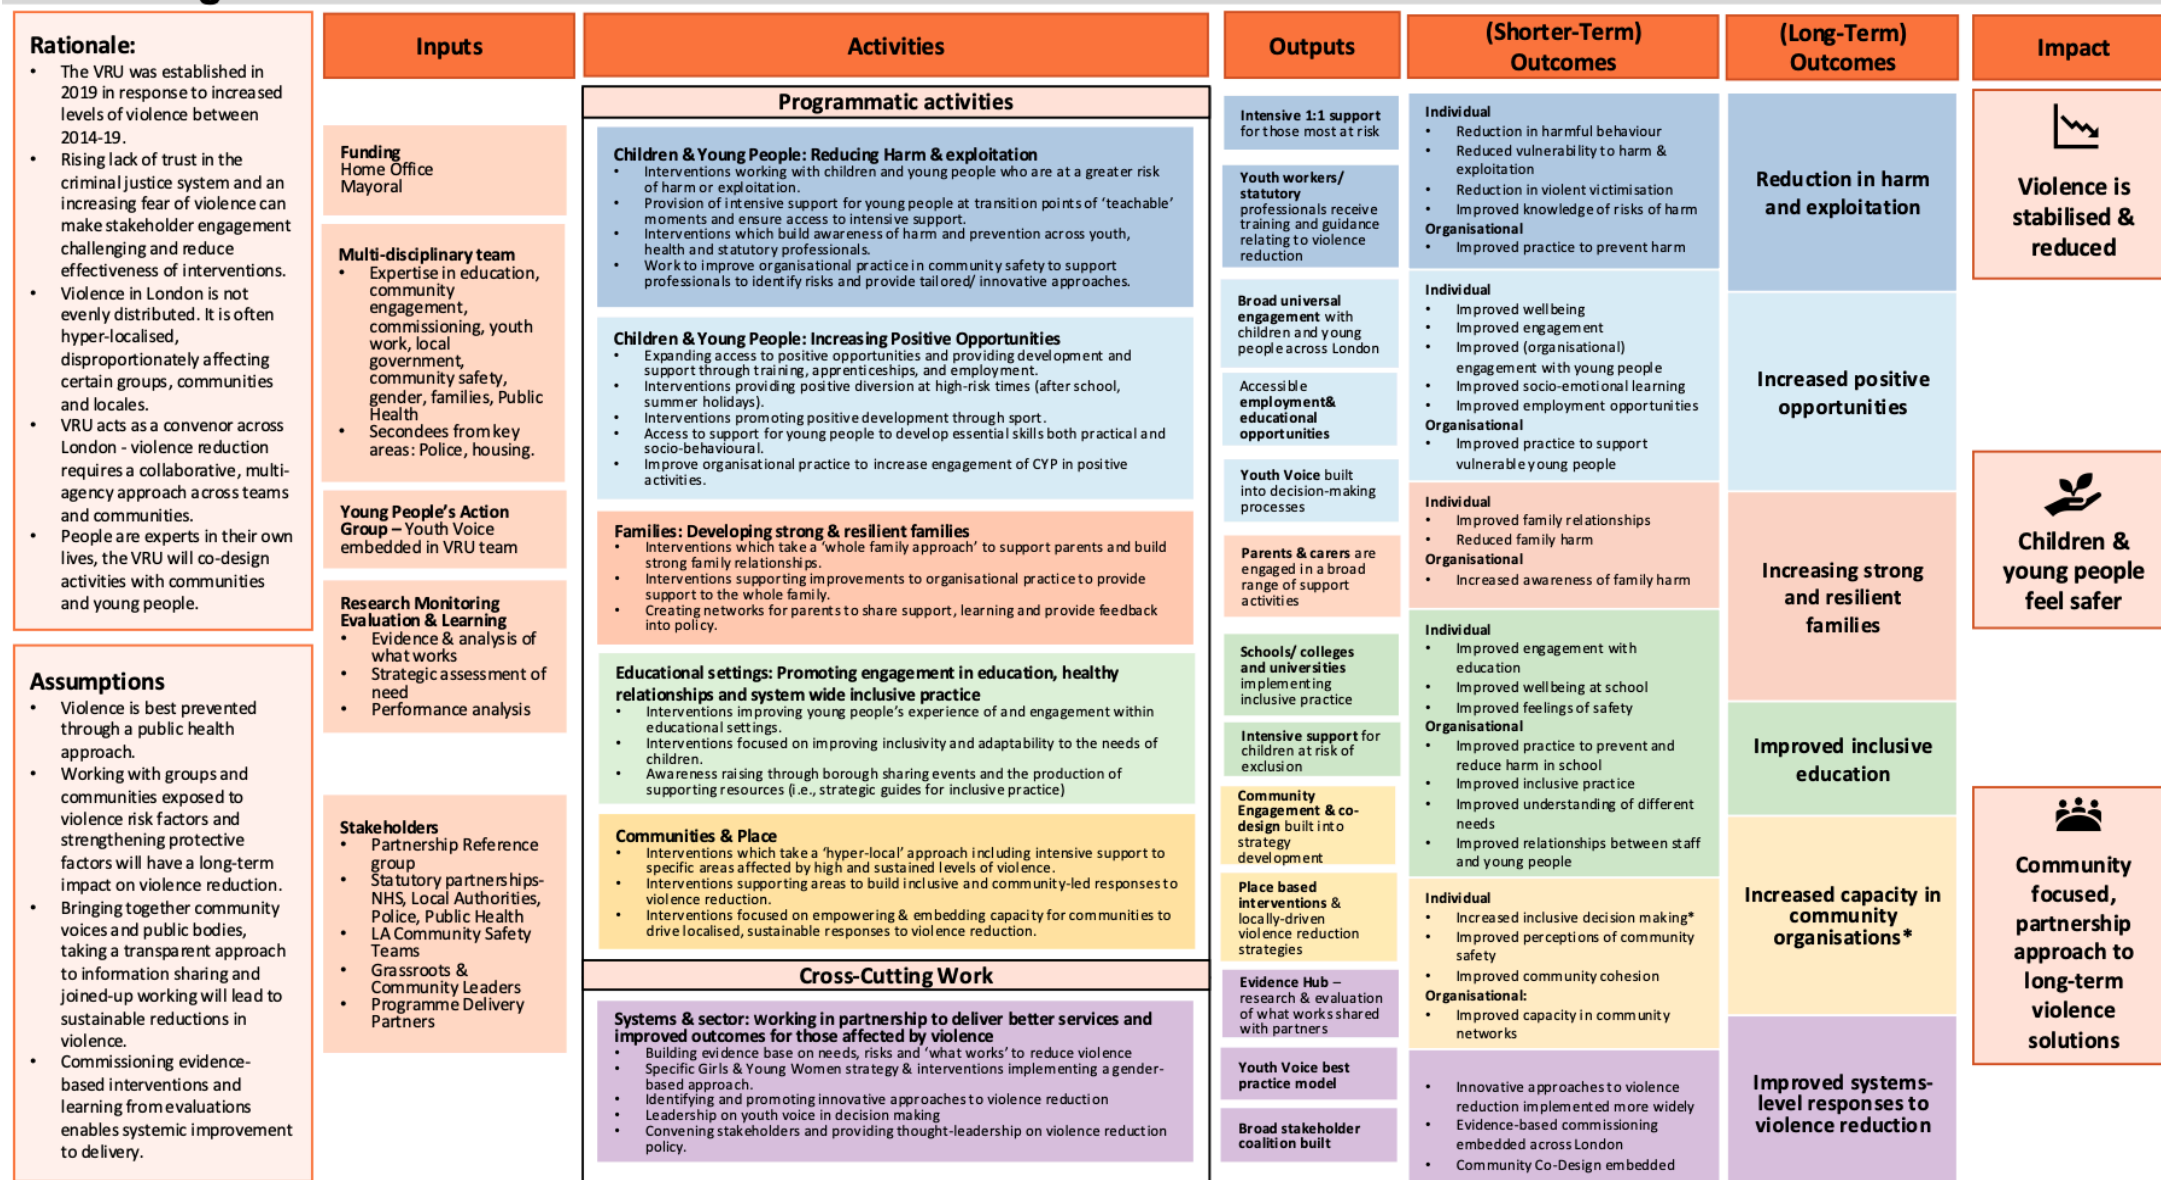 Rationale:
• The VRU was established in
2019 in response to increased
levels of violence between
2014-19.
• Rising lack of trust in the
criminal justice system and an
increasing fear of violence can
make stakeholder engagement
challenging and reduce
effectiveness of interventions.
• Violence in London is not
evenly distributed. It is often
hyper-localised,
disproportionately affecting
certain groups, communities
and locales.
• VRU acts as a convenor across
London - violence reduction
requires a collaborative, multi-
agency approach across teams
and communities.
• People are experts in their own
lives, the VRU will co-design
activities with communities
and young people.
Assumptions
• Violence is best prevented
through a public health
approach.
• Working with groups and
communities exposed to
violence risk factors and
strengthening protective
factors will have a long-term
impact on violence reduction.
• Bringing together community
voices and public bodies,
taking a transparent approach
to information sharing and
joined-up working will lead to
sustainable reductions in
violence.
• Commissioning evidence-
based interventions and
learning from evaluations
enables systemic improvement
to delivery.
Inputs
Funding
Home Office
Mayoral
Multi-disciplinary team
• Expertise in education,
community
engagement,
commissioning, youth
work, local
government,
community safety,
gender, families, Public
Health
• Secondees from key
areas: Police, housing.
Young People's Action
Group – Youth Voice
embedded in VRU team
Research Monitoring
Evaluation & Learning
• Evidence & analysis of
what works
• Strategic assessment of
need
• Performance analysis
Stakeholders
• Partnership Reference
group
• Statutory partnerships-
NHS, Local Authorities,
Police, Public Health
• LA Community Safety
Teams
• Grassroots &
Community Leaders
• Programme Delivery
Partners
Activities
Programmatic activities
Children & Young People: Reducing Harm & exploitation
• Interventions working with children and young people who are at a greater risk
of harm or exploitation.
• Provision of intensive support for young people at transition points of 'teachable'
moments and ensure access to intensive support.
• Interventions which build awareness of harm and prevention across youth,
health and statutory professionals.
• Work to improve organisational practice in community safety to support
professionals to identify risks and provide tailored/ innovative approaches.
Children & Young People: Increasing Positive Opportunities
• Expanding access to positive opportunities and providing development and
support through training, apprenticeships, and employment.
• Interventions providing positive diversion at high-risk times (after school,
summer holidays).
• Interventions promoting positive development through sport.
• Access to support for young people to develop essential skills both practical and
socio-behavioural.
• Improve organisational practice to increase engagement of CYP in positive
activities.
Families: Developing strong & resilient families
• Interventions which take a 'whole family approach' to support parents and build
strong family relationships.
• Interventions supporting improvements to organisational practice to provide
support to the whole family.
• Creating networks for parents to share support, learning and provide feedback
into policy.
Educational settings: Promoting engagement in education, healthy
relationships and system wide inclusive practice
• Interventions improving young people's experience of and engagement within
educational settings.
• Interventions focused on improving inclusivity and adaptability to the needs of
children.
• Awareness raising through borough sharing events and the production of
supporting resources (i.e., strategic guides for inclusive practice)
Communities & Place
• Interventions which take a 'hyper-local' approach including intensive support to
specific areas affected by high and sustained levels of violence.
• Interventions supporting areas to build inclusive and community-led responses to
violence reduction.
• Interventions focused on empowering & embedding capacity for communities to
drive localised, sustainable responses to violence reduction.
Cross-Cutting Work
Systems & sector: working in partnership to deliver better services and
improved outcomes for those affected by violence
• Building evidence base on needs, risks and 'what works' to reduce violence
• Specific Girls & Young Women strategy & interventions implementing a gender-
based approach.
• Identifying and promoting innovative approaches to violence reduction
• Leadership on youth voice in decision making
• Convening stakeholders and providing thought-leadership on violence reduction
policy.
Outputs
Intensive 1:1 support
for those most at risk
Youth workers/
statutory
professionals receive
training and guidance
relating to violence
reduction
Broad universal
engagement with
children and young
people across London
Accessible
employment&
educational
opportunities
Youth Voice built
into decision-making
processes
Parents & carers are
engaged in a broad
range of support
activities
Schools/ colleges
and universities
implementing
inclusive practice
Intensive support for
children at risk of
exclusion
Community
Engagement & co-
design built into
strategy
development
Place based
interventions &
locally-driven
violence reduction
strategies
Evidence Hub –
research & evaluation
of what works shared
with partners
Youth Voice best
practice model
Broad stakeholder
coalition built
(Shorter-Term)
Outcomes
Individual
• Reduction in harmful behaviour
• Reduced vulnerability to harm &
exploitation
• Reduction in violent victimisation
• Improved knowledge of risks of harm
Organisational
• Improved practice to prevent harm
Individual
• Improved wellbeing
• Improved engagement
• Improved (organisational)
engagement with young people
• Improved socio-emotional learning
• Improved employment opportunities
Organisational
• Improved practice to support
vulnerable young people
Individual
• Improved family relationships
• Reduced family harm
Organisational
• Increased awareness of family harm
Individual
• Improved engagement with
education
• Improved wellbeing at school
• Improved feelings of safety
Organisational
• Improved practice to prevent and
reduce harm in school
• Improved inclusive practice
• Improved understanding of different
needs
• Improved relationships between staff
and young people
Individual
• Increased inclusive decision making*
• Improved perceptions of community
safety
• Improved community cohesion
Organisational:
• Improved capacity in community
networks
• Innovative approaches to violence
reduction implemented more widely
• Evidence-based commissioning
embedded across London
• Community Co-Design embedded
(Long-Term)
Outcomes
Reduction in harm
and exploitation
Increased positive
opportunities
Increasing strong
and resilient
families
Improved inclusive
education
Increased capacity in
community
organisations*
Improved systems-
level responses to
violence reduction
Impact
Violence is
stabilised &
reduced
Children &
young people
feel safer
Community
focused,
partnership
approach to
long-term
violence
solutions